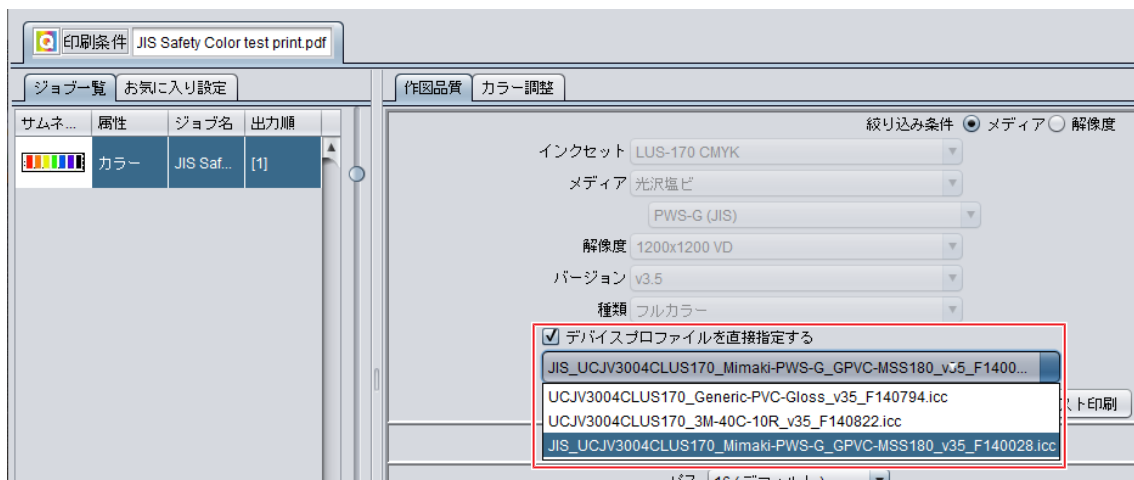 印刷条件 JIS Safety Color test print.pdf
ジョブ一覧 お気に入り設定
作図品質 カラー調整
サムネ... 属性 ジョブ名 出力順
カラー JIS Saf... [1]
絞り込み条件 メディア 解像度
インクセット LUS-170 CMYK
メディア 光沢塩ビ
PWS-G (JIS)
解像度 1200x1200 VD
バージョン v3.5
種類 フルカラー
デバイスプロファイルを直接指定する
JIS_UCJV3004CLUS170_Mimaki-PWS-G_GPVC-MSS180_v35_F1400...
UCJV3004CLUS170_Generic-PVC-Gloss_v35_F140794.icc
スト印刷
UCJV3004CLUS170_3M-40C-10R_v35_F140822.icc
JIS_UCJV3004CLUS170_Mimaki-PWS-G_GPVC-MSS180_v35_F140028.icc